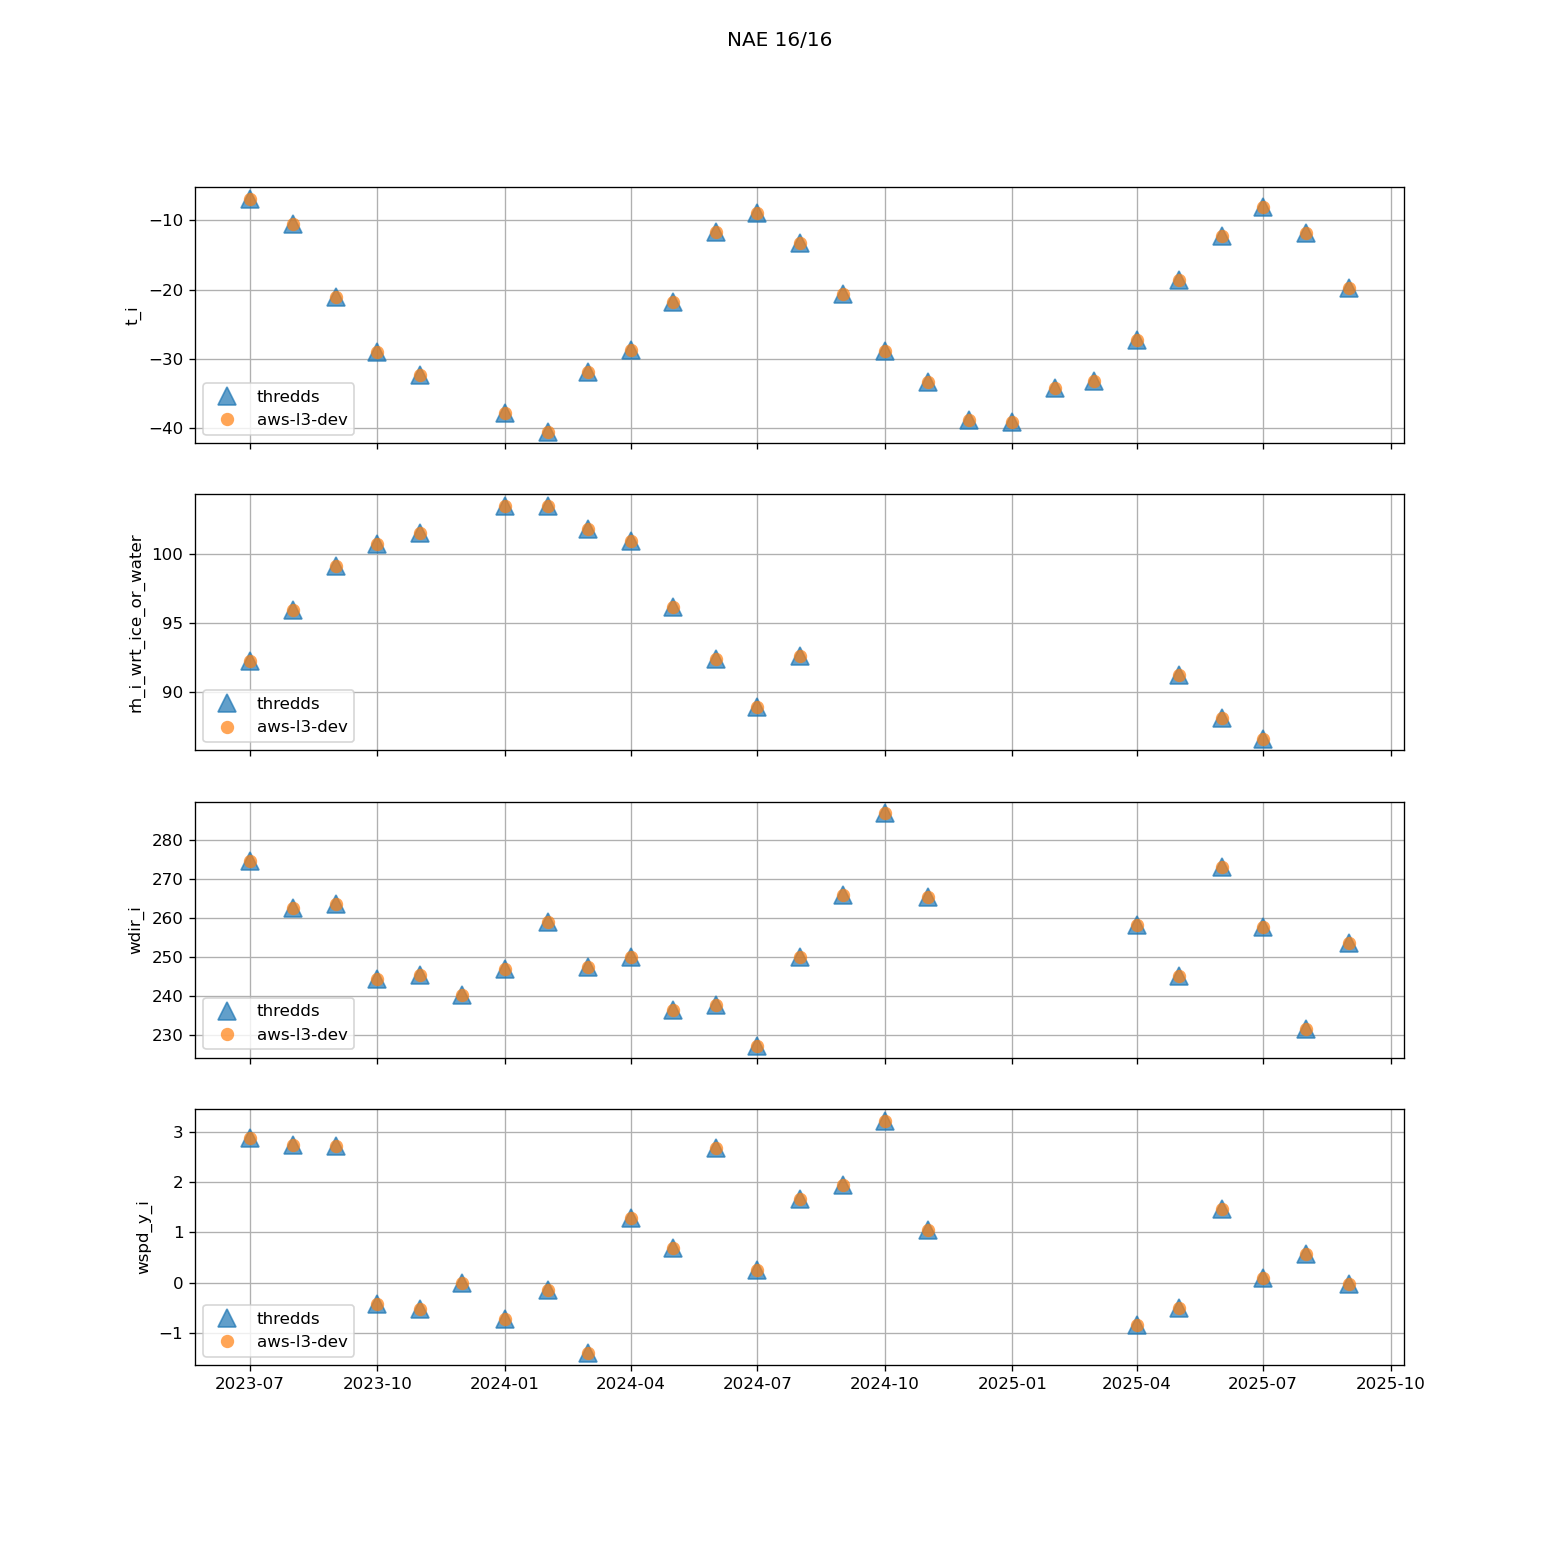 NAE 16/16
−10
−20
−30
−40
t_i
thredds
aws-l3-dev
100
95
90
rh_i_wrt_ice_or_water
thredds
aws-l3-dev
280
270
260
250
240
230
wdir_i
thredds
aws-l3-dev
3
2
1
0
−1
wspd_y_i
thredds
aws-l3-dev
2023-07 2023-10 2024-01 2024-04 2024-07 2024-10 2025-01 2025-04 2025-07 2025-10